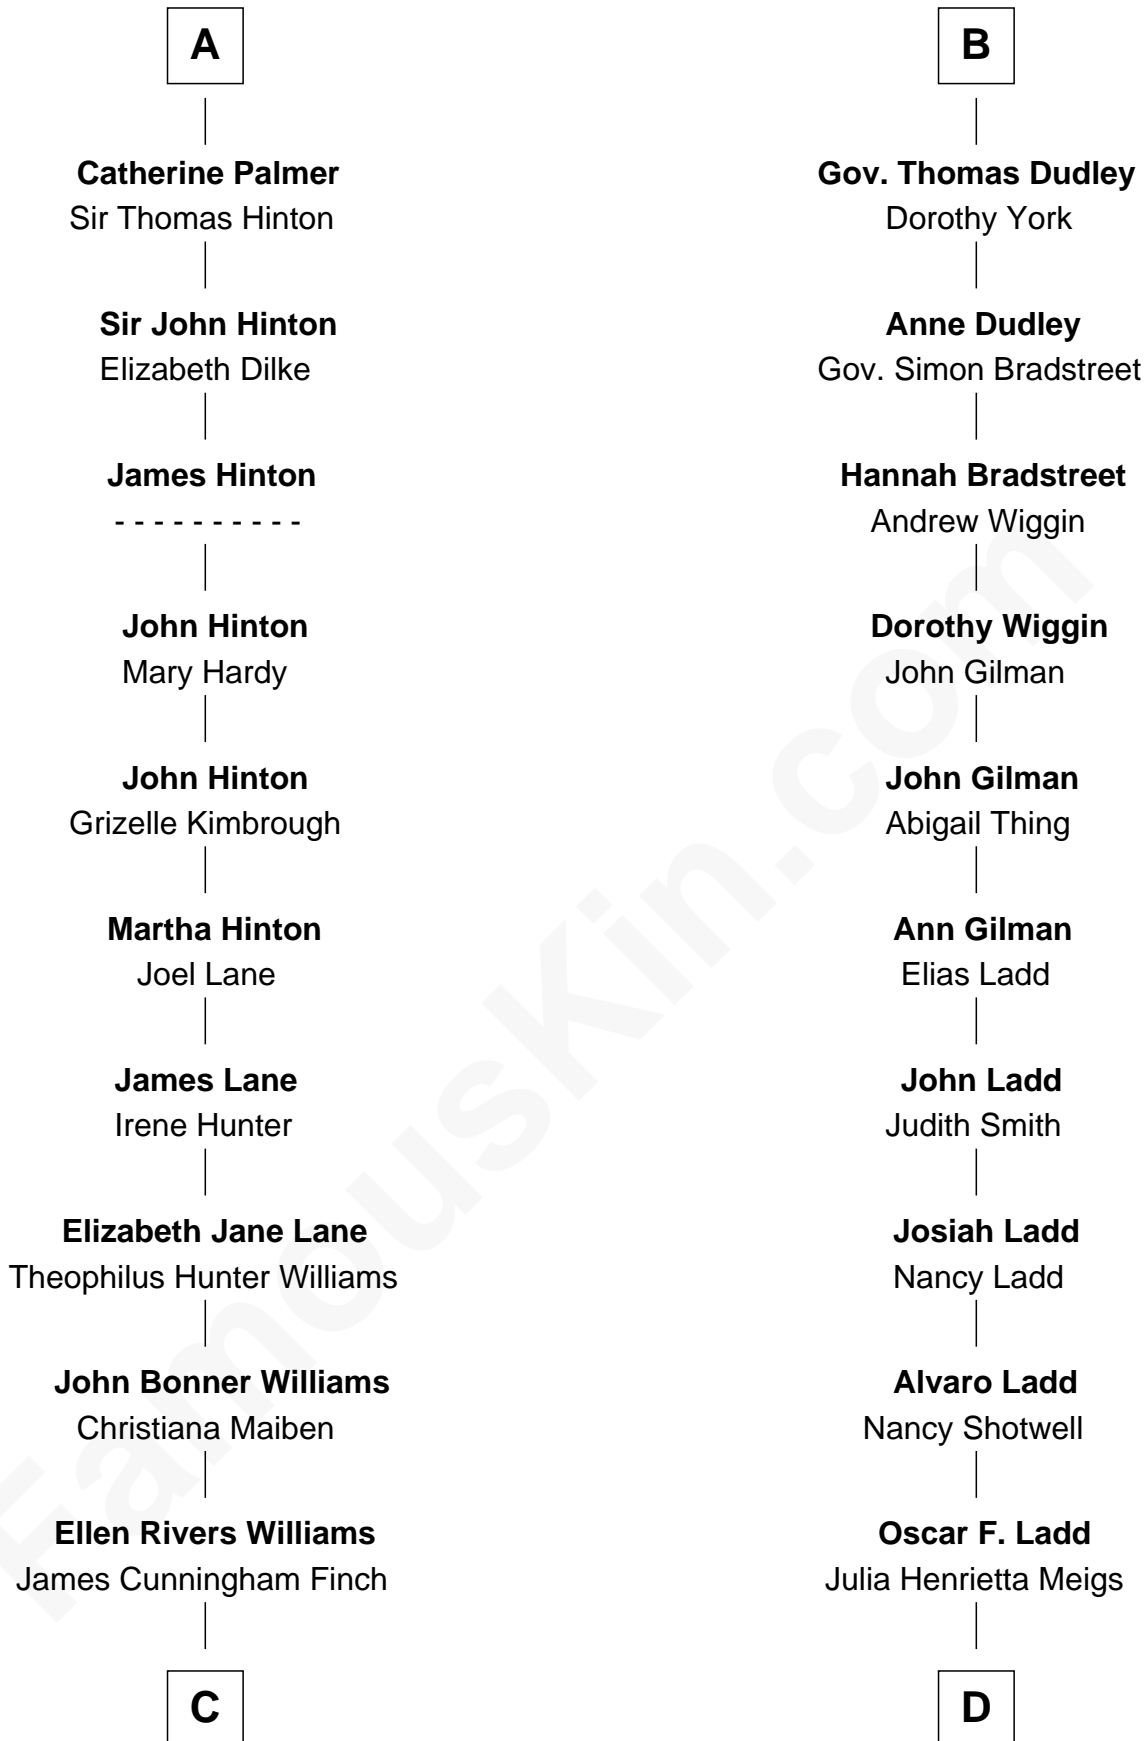 A
Catherine Palmer
Sir Thomas Hinton
Sir John Hinton
Elizabeth Dilke
James Hinton
- - - - - - - - - -
John Hinton
Mary Hardy
John Hinton
Grizelle Kimbrough
Martha Hinton
Joel Lane
James Lane
Irene Hunter
Elizabeth Jane Lane
Theophilus Hunter Williams
John Bonner Williams
Christiana Maiben
Ellen Rivers Williams
James Cunningham Finch
C
B
Gov. Thomas Dudley
Dorothy York
Anne Dudley
Gov. Simon Bradstreet
Hannah Bradstreet
Andrew Wiggin
Dorothy Wiggin
John Gilman
John Gilman
Abigail Thing
Ann Gilman
Elias Ladd
John Ladd
Judith Smith
Josiah Ladd
Nancy Ladd
Alvaro Ladd
Nancy Shotwell
Oscar F. Ladd
Julia Henrietta Meigs
D
FamousKin.com